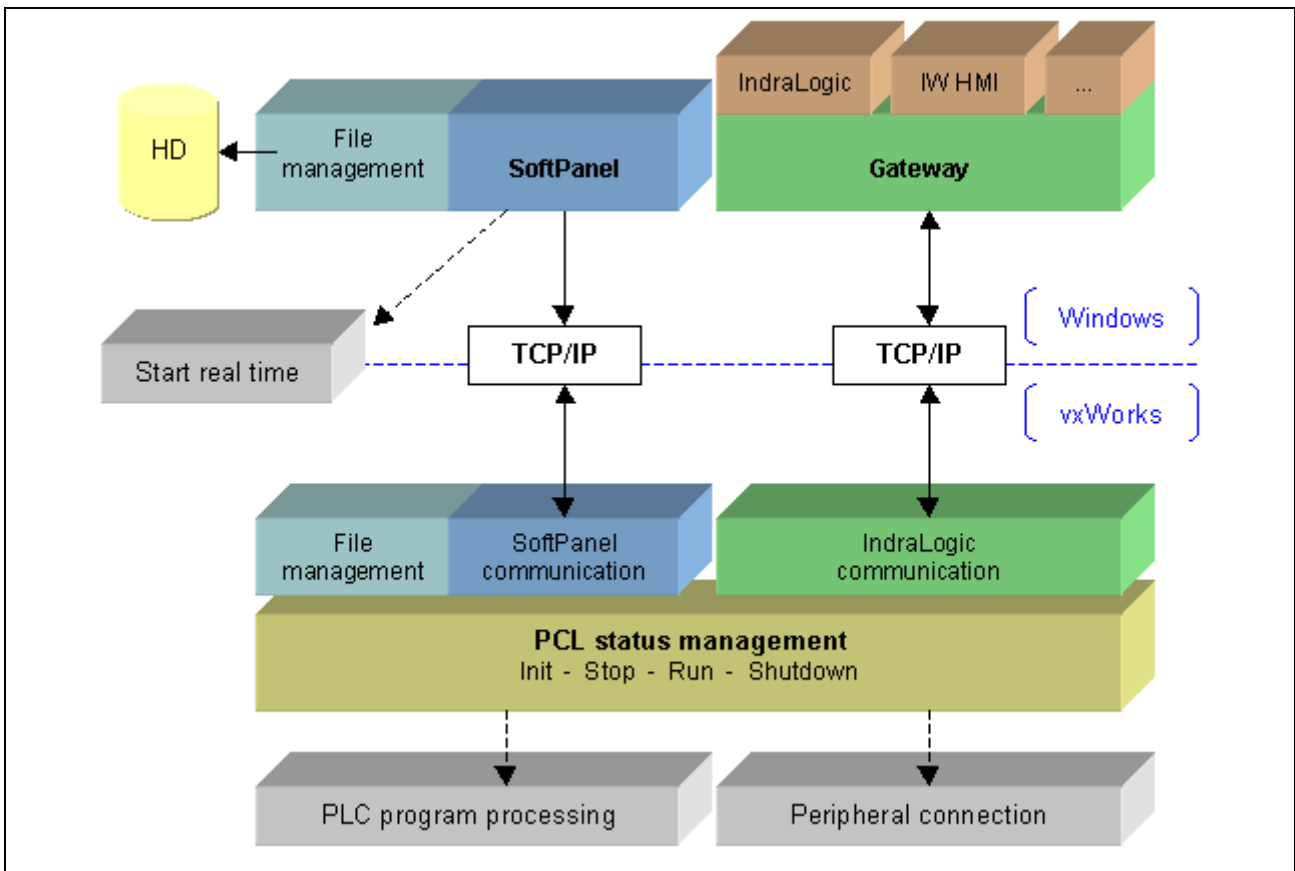 IndraLogic
IW HMI
...
HD
File
management
SoftPanel
Gateway
Windows
Start real time
TCP/IP
TCP/IP
vxWorks
File
management
SoftPanel
communication
IndraLogic
communication
PCL status management
Init - Stop - Run - Shutdown
PLC program processing
Peripheral connection